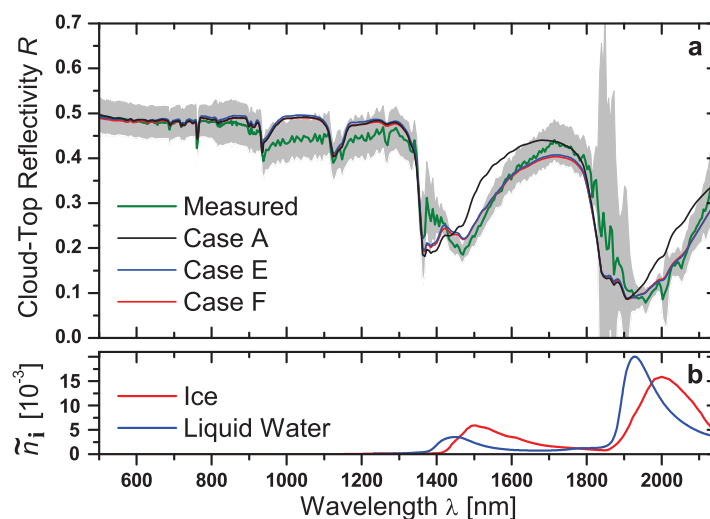 0.7
0.6
0.5
0.4
0.3
0.2
0.1
0.0
Cloud-Top Reflectivity R
a
Measured
Case A
Case E
Case F
15
10
5
0
ñi [10-3]
b
Ice
Liquid Water
600 800 1000 1200 1400 1600 1800 2000
Wavelength λ [nm]